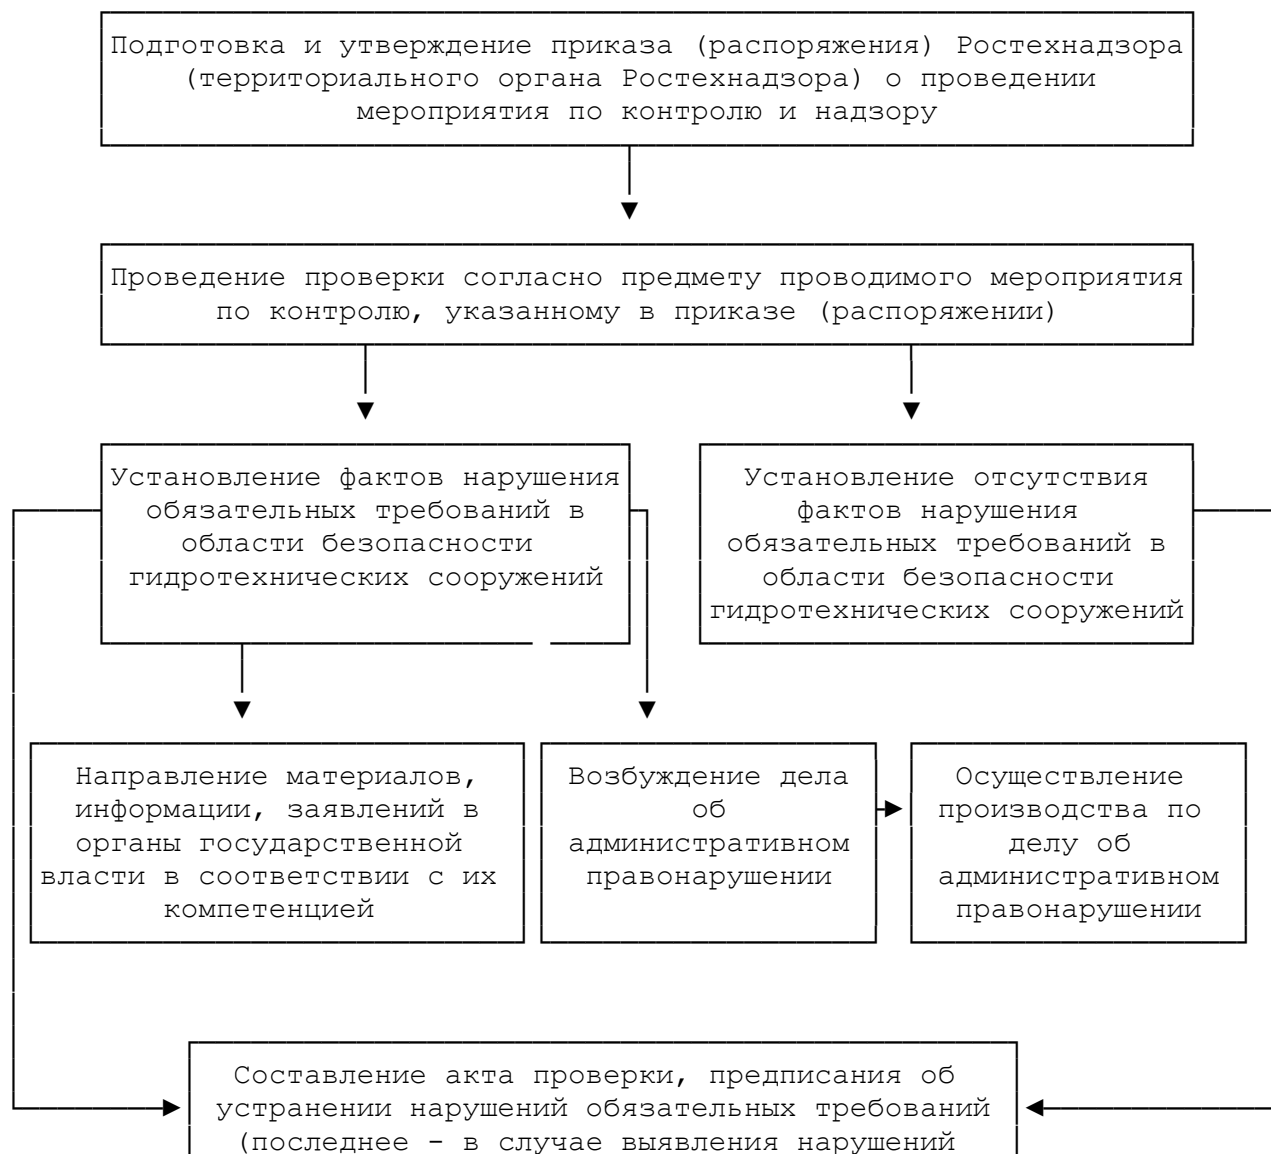 Подготовка и утверждение приказа (распоряжения) Ростехнадзора
(территориального органа Ростехнадзора) о проведении
мероприятия по контролю и надзору
Проведение проверки согласно предмету проводимого мероприятия
по контролю, указанному в приказе (распоряжении)
Установление фактов нарушения
обязательных требований в
области безопасности
гидротехнических сооружений
Установление отсутствия
фактов нарушения
обязательных требований в
области безопасности
гидротехнических сооружений
Направление материалов,
информации, заявлений в
органы государственной
власти в соответствии с их
компетенцией
Возбуждение дела
об
административном
правонарушении
Осуществление
производства по
делу об
административном
правонарушении
Составление акта проверки, предписания об
устранении нарушений обязательных требований
(последнее - в случае выявления нарушений